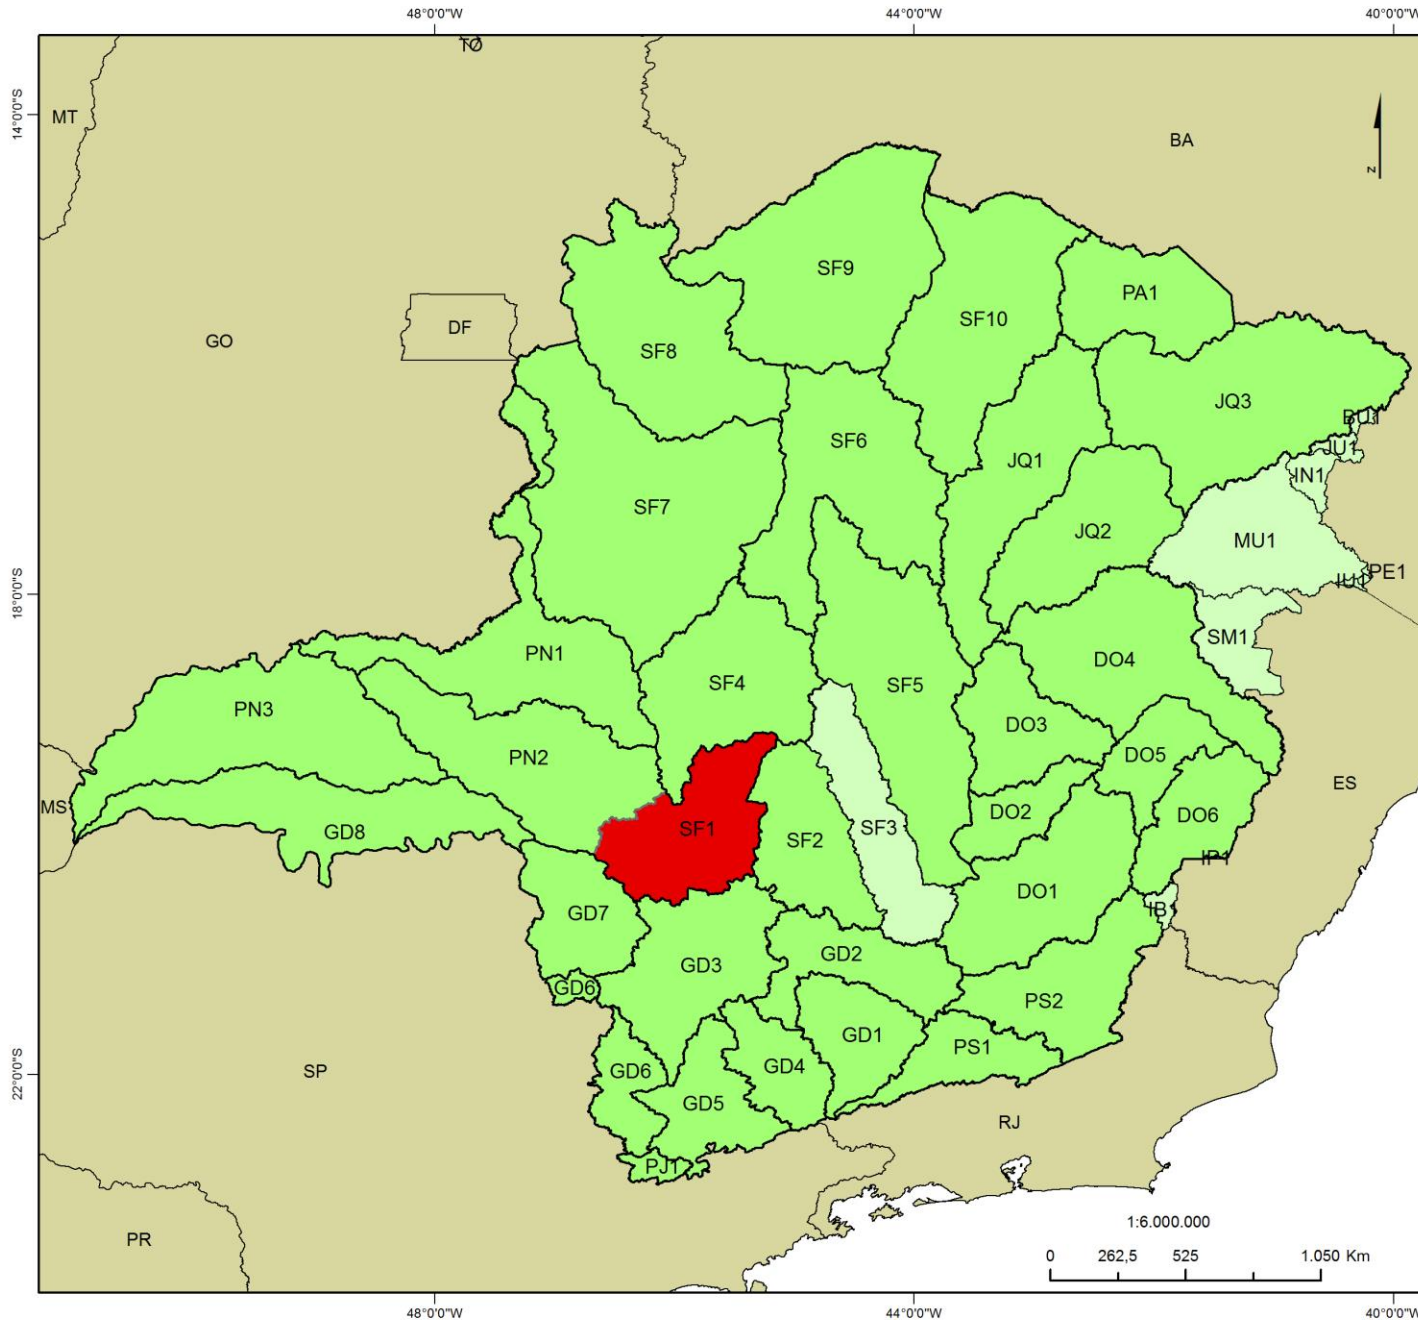 48°0'0"W
44°0'0"W
40°0'0"W
TO
14°0'0"S
MT
BA
N
SF9
PA1
SF10
DF
GO
SF8
JQ3
BU1
SF6
JU1
JQ1
IN1
SF7
JQ2
MU1
PE1
IU1
18°0'0"S
SM1
PN1
DO4
SF4
SF5
PN3
DO3
DO5
PN2
ES
MS
DO2
DO6
SF1
SF3
GD8
SF2
IP1
DO1
IB1
GD7
GD2
GD3
GD6
PS2
GD1
PS1
GD4
22°0'0"S
SP
GD6
GD5
RJ
PJ1
1:6.000.000
PR
0 262,5 525 1.050 Km
48°0'0"W
44°0'0"W
40°0'0"W